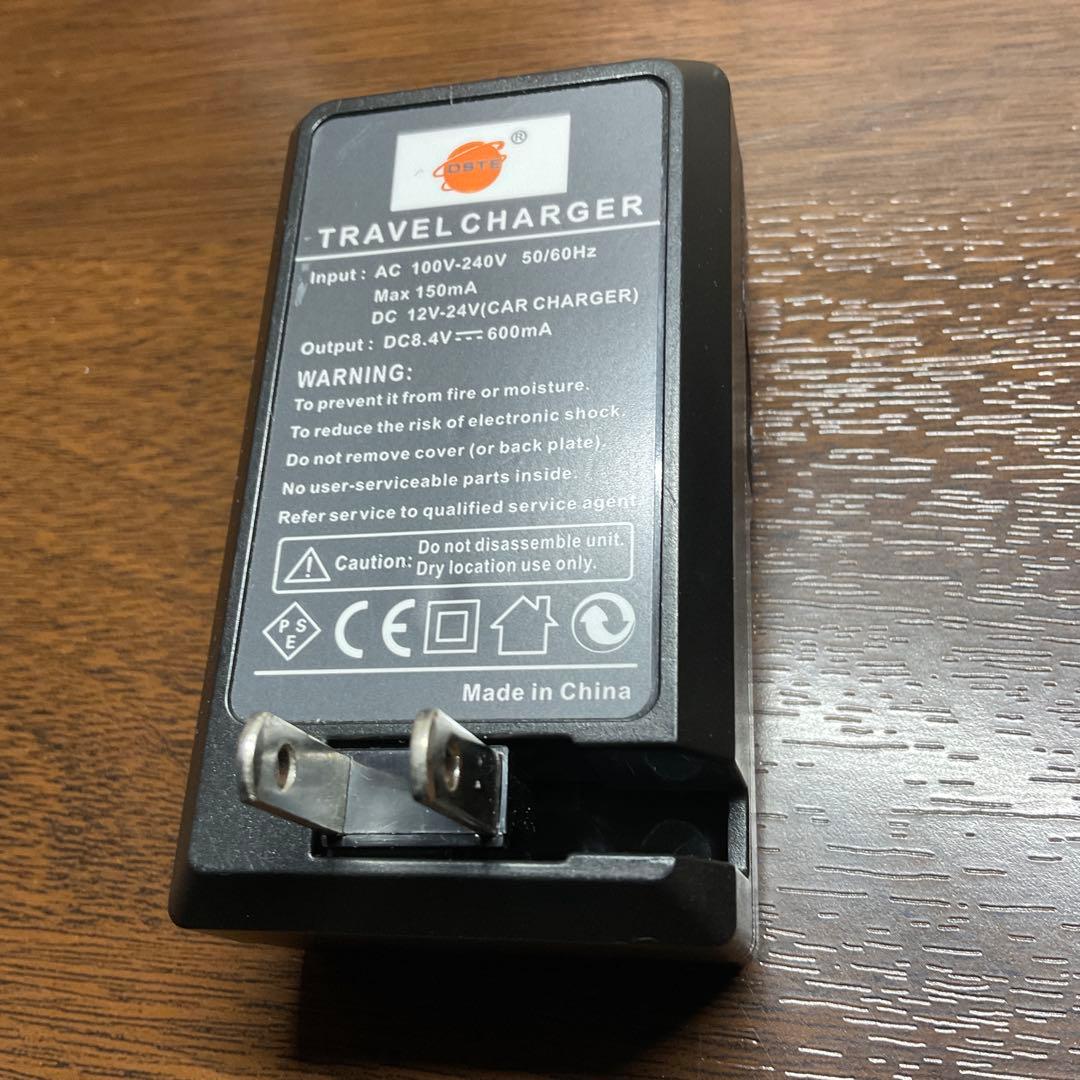 DSTE ®
TRAVEL CHARGER
Input : AC 100V-240V 50/60Hz
Max 150mA
DC 12V-24V(CAR CHARGER)
Output : DC8.4V⎓600mA
WARNING:
To prevent it from fire or moisture.
To reduce the risk of electronic shock.
Do not remove cover (or back plate).
No user-serviceable parts inside.
Refer service to qualified service agent.
Caution: Do not disassemble unit.
Dry location use only.
PSE CE
Made in China